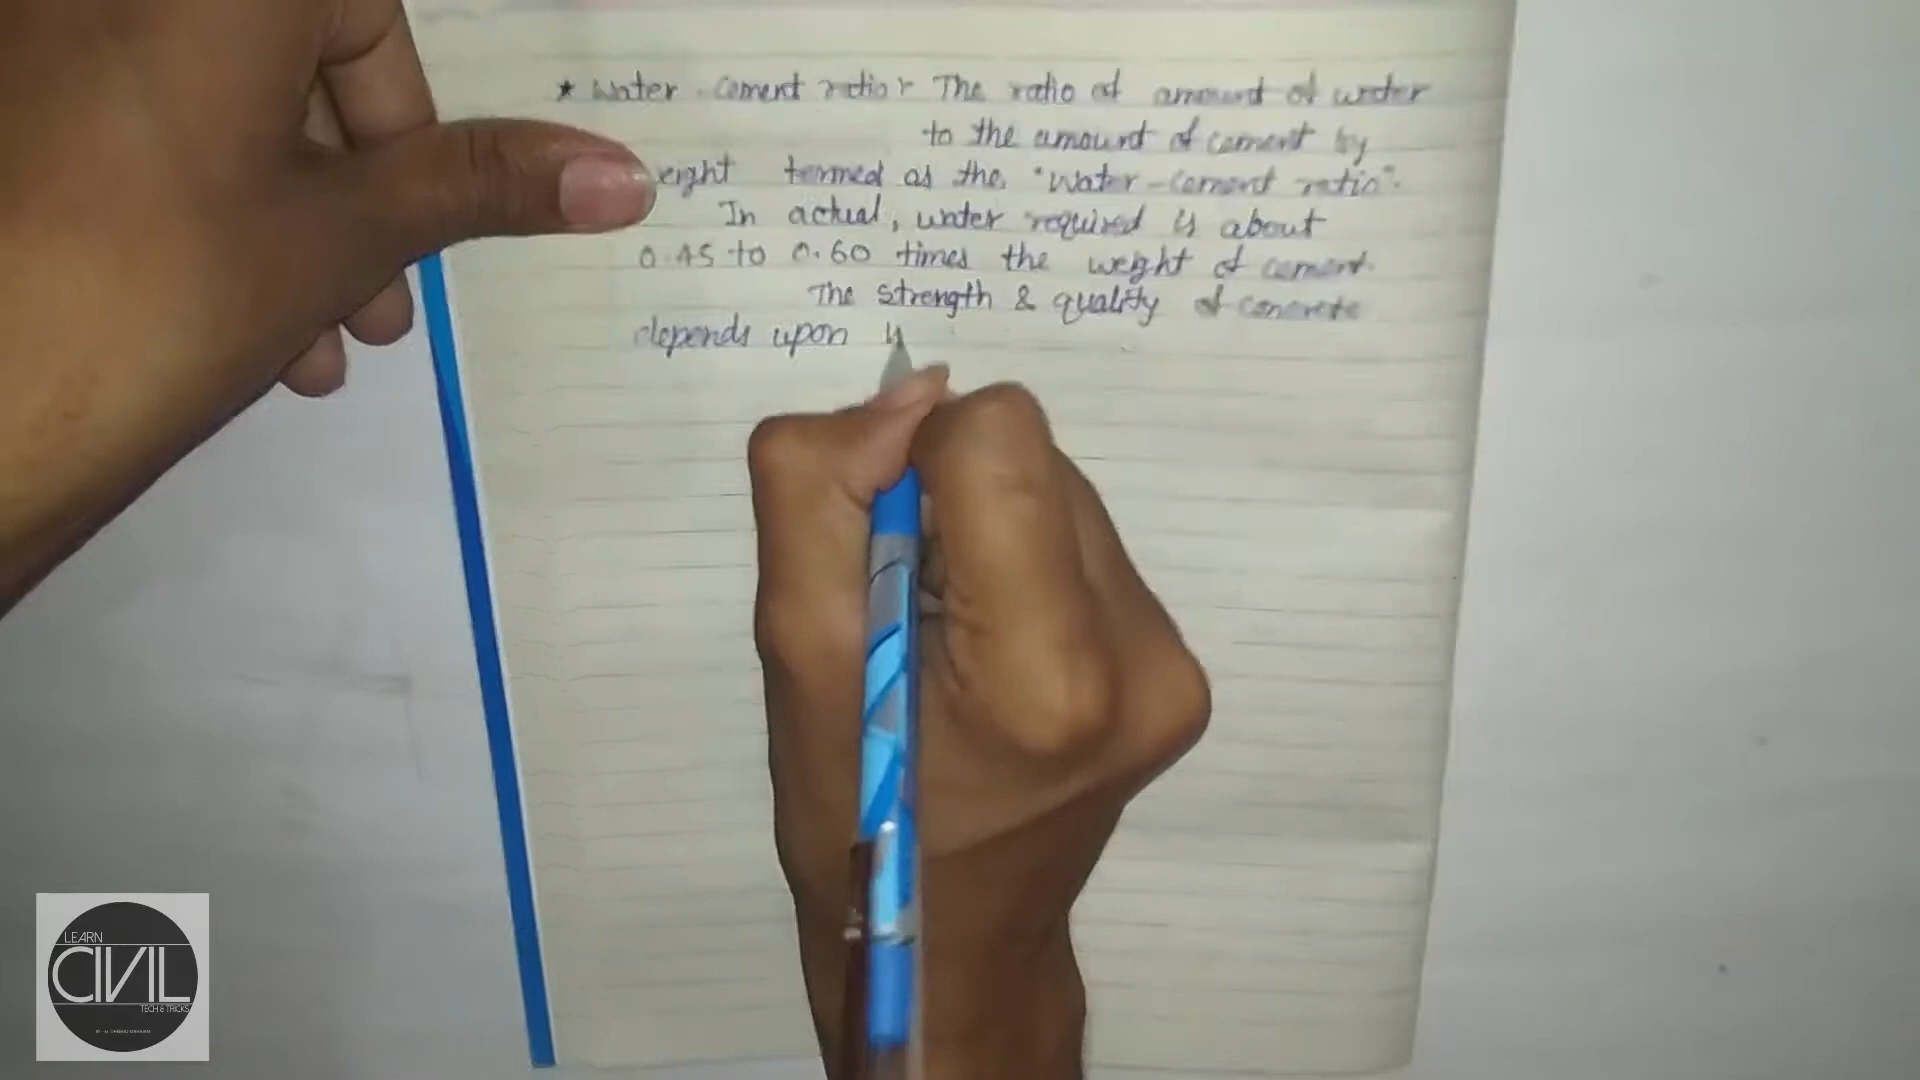 ★ Water - Cement ratio :- The ratio of amount of water
to the amount of cement by
eight termed as the "Water-Cement ratio".
In actual, water required is about
0.45 to 0.60 times the weight of cement.
The strength & quality of concrete
depends upon
LEARN
CIVIL
TECH & TRICKS